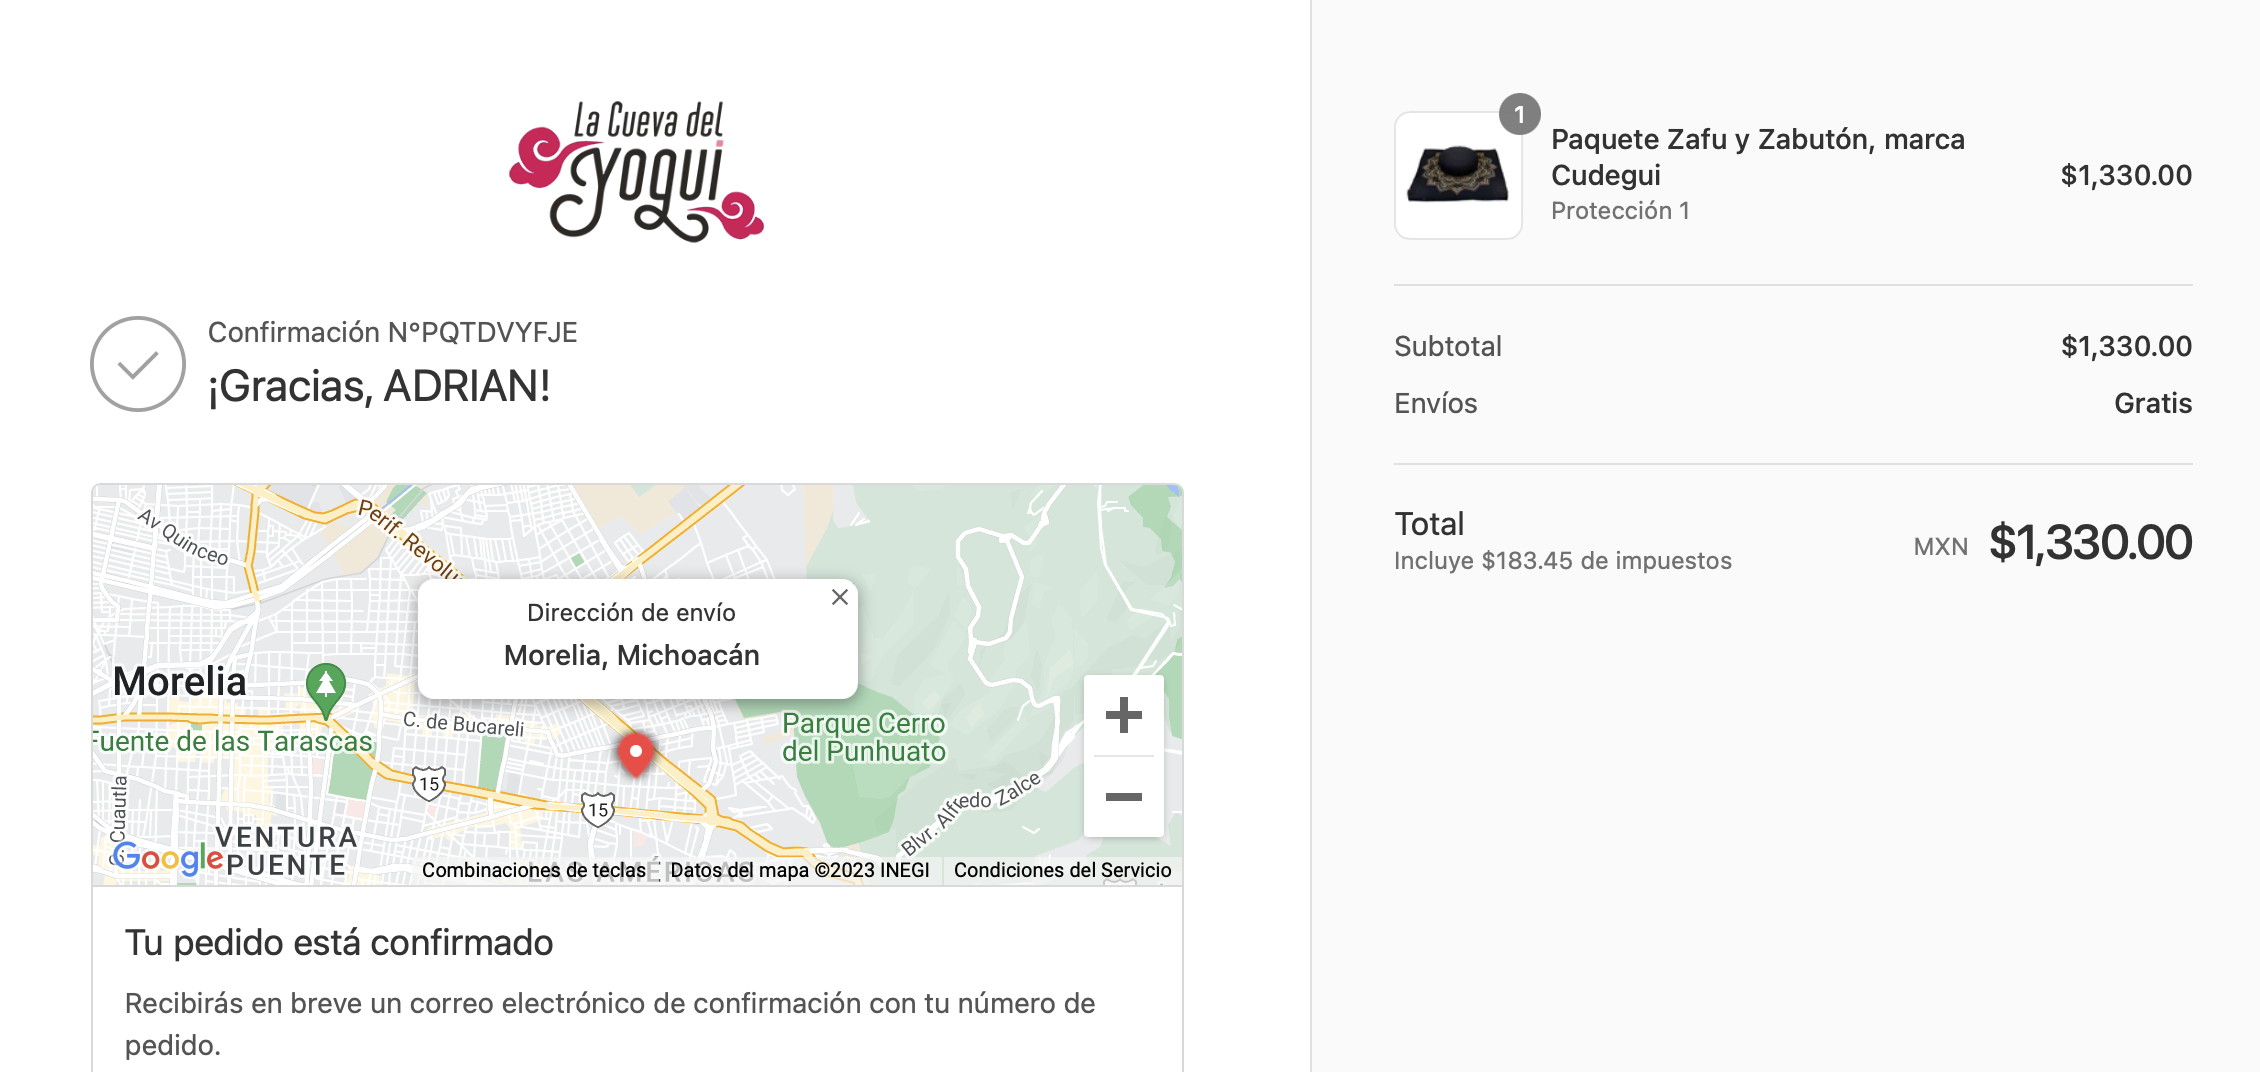 La Cueva del
Yoqui
Confirmación N°PQTDVYFJE
¡Gracias, ADRIAN!
Av Quinceo
Perif. Revolu
Dirección de envío
Morelia, Michoacán
Morelia
C. de Bucareli
Fuente de las Tarascas
Parque Cerro
del Punhuato
15
15
Cuautla
Blvr. Alfredo Zalce
VENTURA
PUENTE
Google
LAS AMÉRICAS
Combinaciones de teclas
Datos del mapa ©2023 INEGI
Condiciones del Servicio
Tu pedido está confirmado
Recibirás en breve un correo electrónico de confirmación con tu número de
pedido.
1
Paquete Zafu y Zabutón, marca
Cudegui
$1,330.00
Protección 1
Subtotal $1,330.00
Envíos Gratis
Total MXN $1,330.00
Incluye $183.45 de impuestos